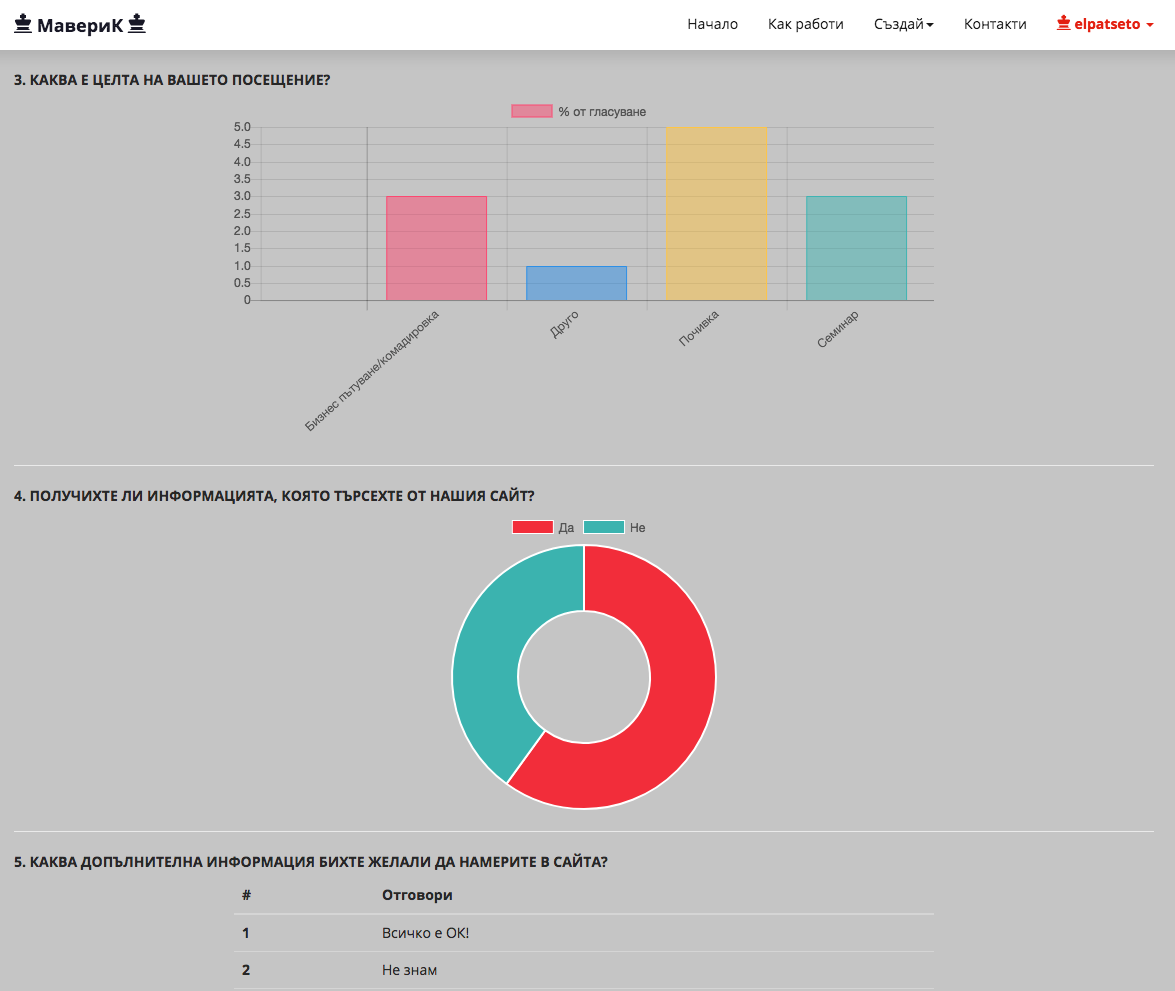 МавериК
Начало Как работи Създай Контакти elpatseto
3. КАКВА Е ЦЕЛТА НА ВАШЕТО ПОСЕЩЕНИЕ?
% от гласуване
5.0
4.5
4.0
3.5
3.0
2.5
2.0
1.5
1.0
0.5
0
Бизнес пътуване/комадировка
Друго
Почивка
Семинар
4. ПОЛУЧИХТЕ ЛИ ИНФОРМАЦИЯТА, КОЯТО ТЪРСЕХТЕ ОТ НАШИЯ САЙТ?
Да Не
5. КАКВА ДОПЪЛНИТЕЛНА ИНФОРМАЦИЯ БИХТЕ ЖЕЛАЛИ ДА НАМЕРИТЕ В САЙТА?
# Отговори
1 Всичко е ОК!
2 Не знам